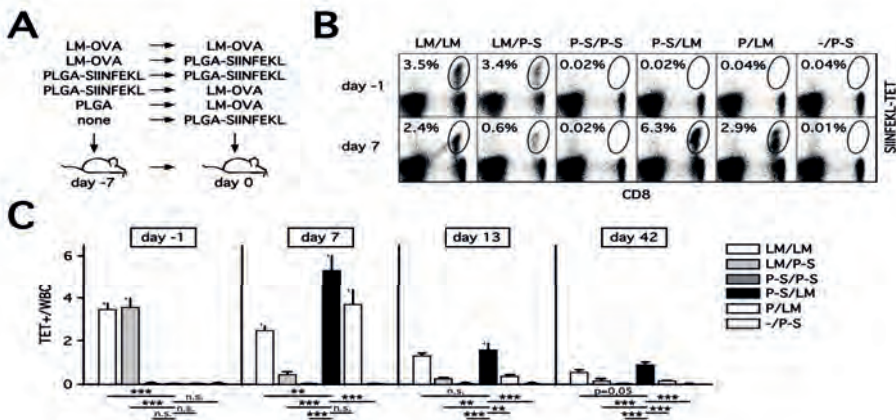 A
LM-OVA LM-OVA
LM-OVA PLGA-SIINFEKL
PLGA-SIINFEKL PLGA-SIINFEKL
PLGA-SIINFEKL LM-OVA
PLGA LM-OVA
none PLGA-SIINFEKL
day -7 day 0
B
LM/LM LM/P-S P-S/P-S P-S/LM P/LM -/P-S
day -1
3.5% 3.4% 0.02% 0.02% 0.04% 0.04%
day 7
2.4% 0.6% 0.02% 6.3% 2.9% 0.01%
SIINFEKL-TET
CD8
C
day -1 day 7 day 13 day 42
TET+/WBC
6
4
2
0
LM/LM
LM/P-S
P-S/P-S
P-S/LM
P/LM
-/P-S
*** n.s. ** n.s. p=0,05
*** n.s. *** *** *** *** *** ***
*** n.s. *** n.s. ** ** *** ***
n.s. *** *** ***